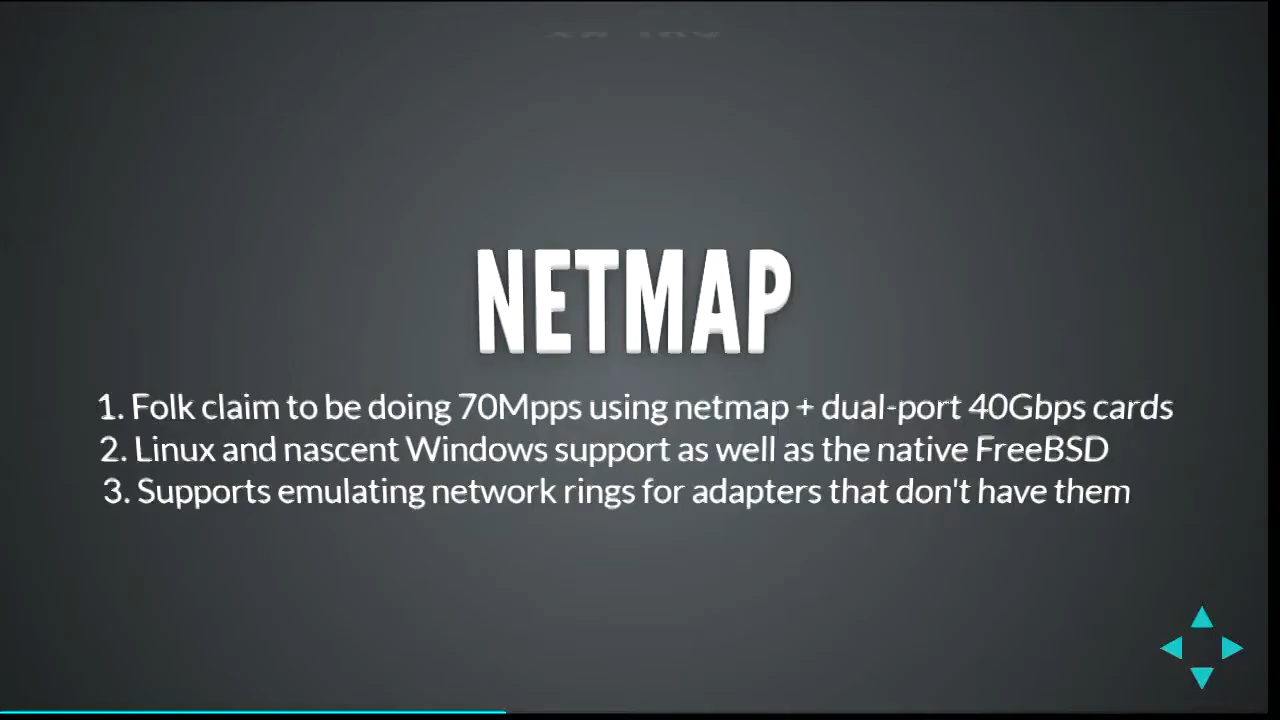 NETMAP
1. Folk claim to be doing 70Mpps using netmap + dual-port 40Gbps cards
2. Linux and nascent Windows support as well as the native FreeBSD
3. Supports emulating network rings for adapters that don't have them